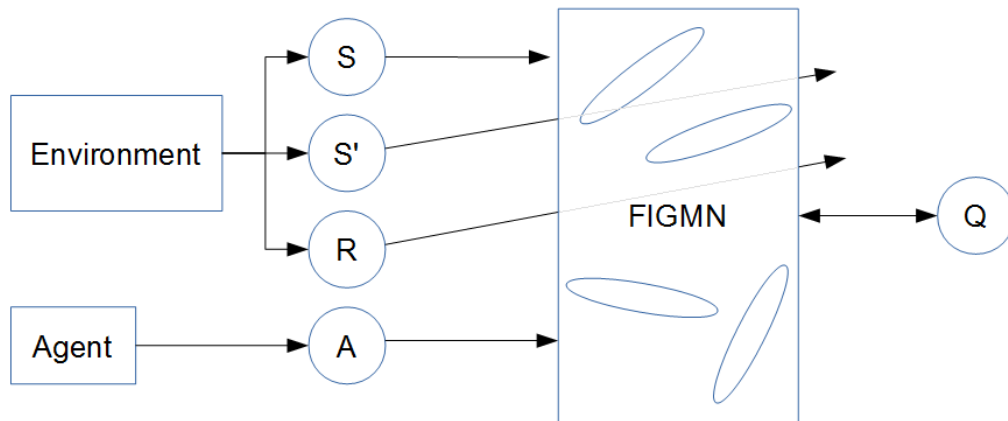 S
Environment
S'
FIGMN
Q
R
Agent
A